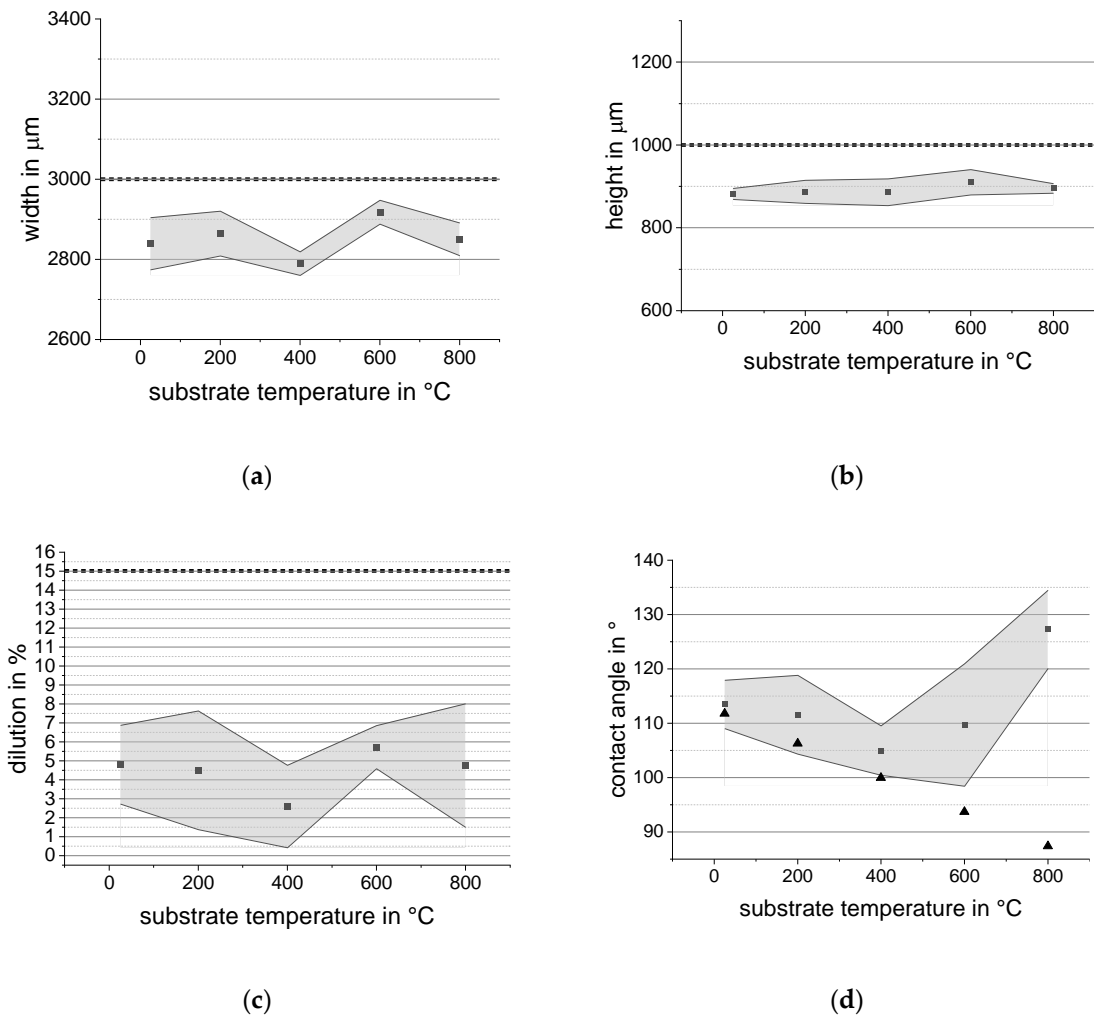 3400
3200
3000
2800
2600
width in μm
0 200 400 600 800
substrate temperature in °C
(a)
1200
1000
800
600
height in μm
0 200 400 600 800
substrate temperature in °C
(b)
16
15
14
13
12
11
10
9
8
7
6
5
4
3
2
1
0
dilution in %
0 200 400 600 800
substrate temperature in °C
(c)
140
130
120
110
100
90
contact angle in °
0 200 400 600 800
substrate temperature in °C
(d)